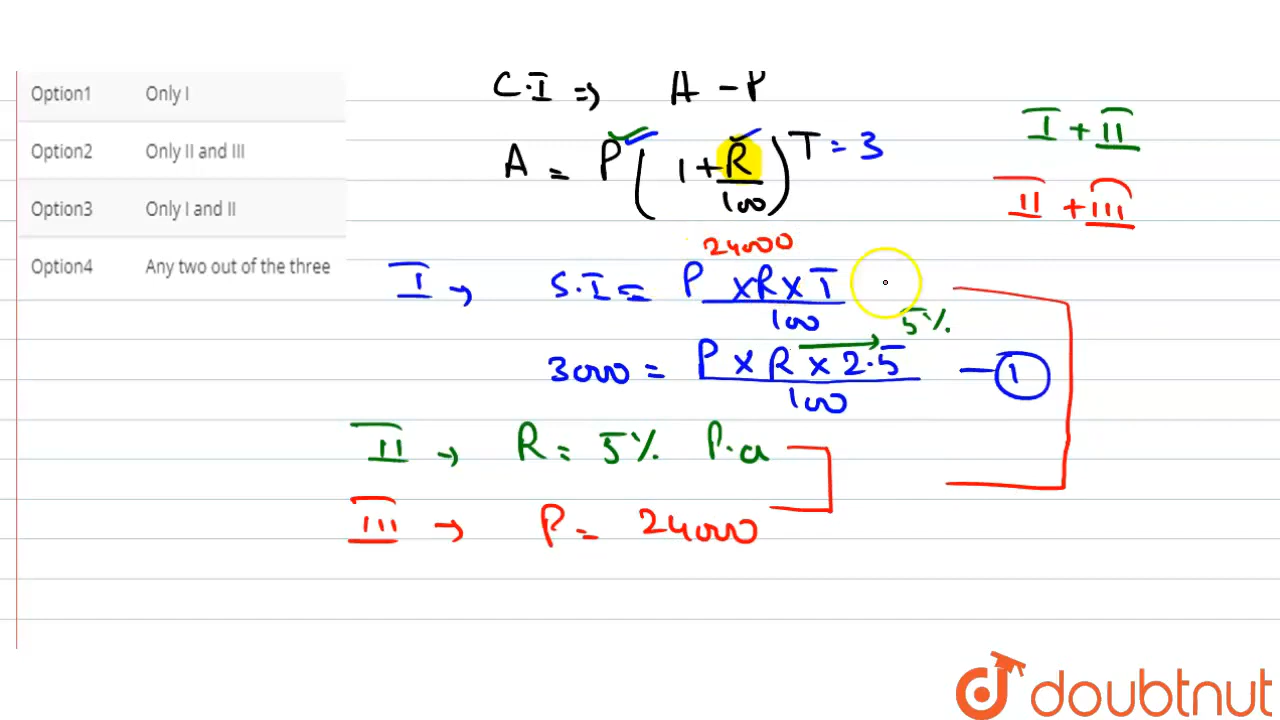 Option1 Only I
Option2 Only II and III
Option3 Only I and II
Option4 Any two out of the three
C.I ⇒ A - P
A = P(1+R/100)^T = 3
I + II
II + III
24000
I → S.I = P × R × T / 100
5%
3000 = P × R × 2.5 / 100 — 1
II → R = 5% P.a
III → P = 24000
doubtnut